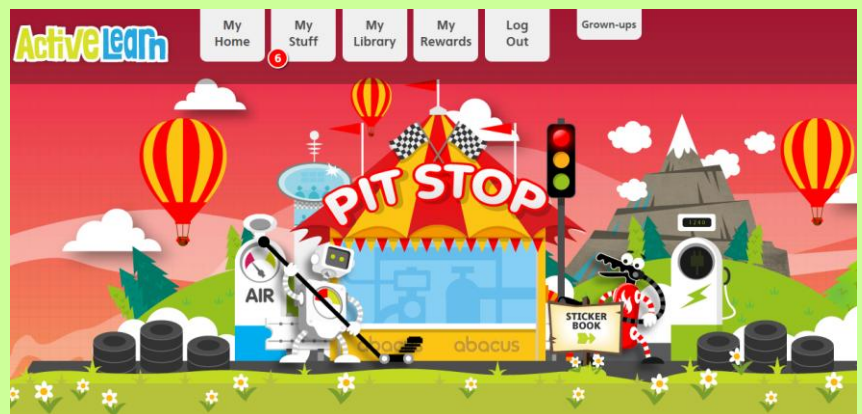 ActiveLearn
My
Home
My
Stuff
6
My
Library
My
Rewards
Log
Out
Grown-ups
PIT STOP
AIR
STICKER
BOOK
abacus
abacus